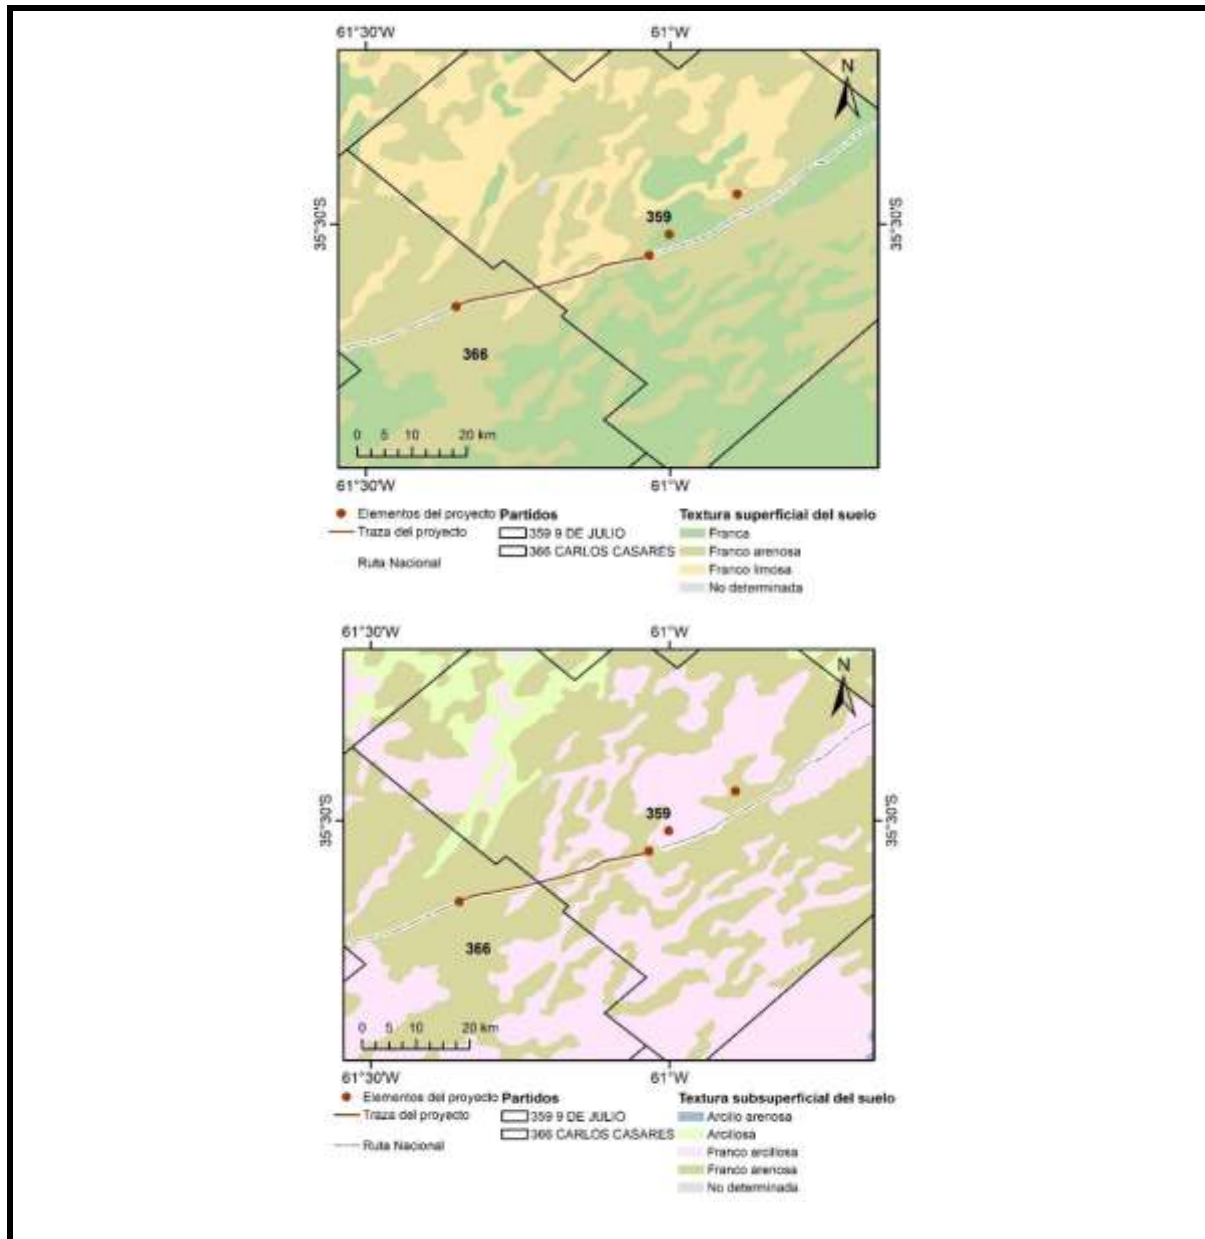 61°30'W 61°W
N
35°30'S 35°30'S
359
366
0 5 10 20 km
61°30'W 61°W
Elementos del proyecto
Traza del proyecto
Ruta Nacional
Partidos
359 9 DE JULIO
366 CARLOS CASARES
Textura superficial del suelo
Franca
Franco arenosa
Franco limosa
No determinada
61°30'W 61°W
N
35°30'S 35°30'S
359
366
0 5 10 20 km
61°30'W 61°W
Elementos del proyecto
Traza del proyecto
Ruta Nacional
Partidos
359 9 DE JULIO
366 CARLOS CASARES
Textura subsuperficial del suelo
Arcillo arenosa
Arcillosa
Franco arcillosa
Franco arenosa
No determinada